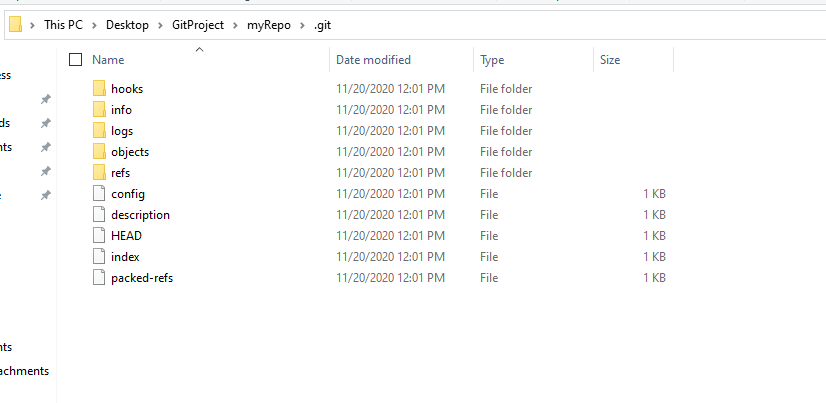 This PC > Desktop > GitProject > myRepo > .git
Name Date modified Type Size
ess
hooks 11/20/2020 12:01 PM File folder
info 11/20/2020 12:01 PM File folder
ds
logs 11/20/2020 12:01 PM File folder
nts
objects 11/20/2020 12:01 PM File folder
refs 11/20/2020 12:01 PM File folder
config 11/20/2020 12:01 PM File 1 KB
description 11/20/2020 12:01 PM File 1 KB
HEAD 11/20/2020 12:01 PM File 1 KB
index 11/20/2020 12:01 PM File 1 KB
packed-refs 11/20/2020 12:01 PM File 1 KB
nts
achments